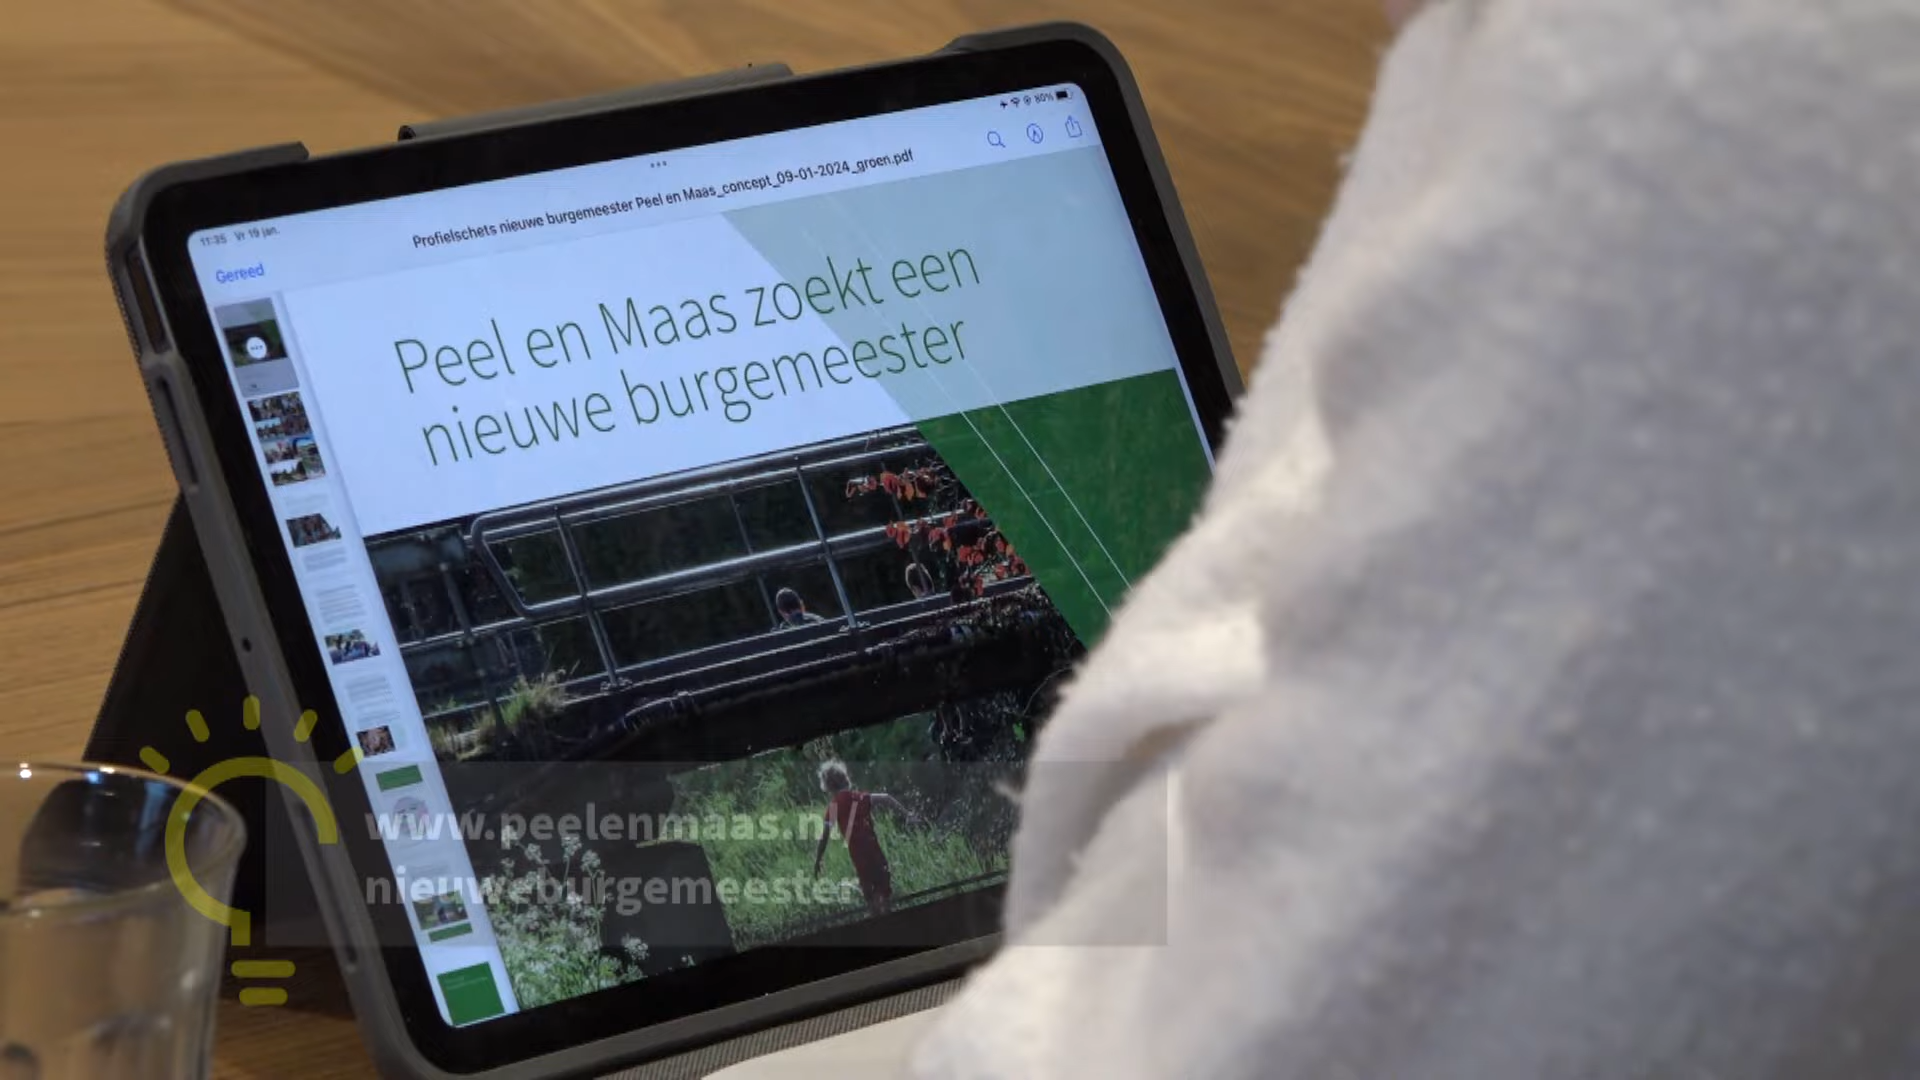 11:35 Vr 19 jan.
80%
Gereed
Profielschets nieuwe burgemeester Peel en Maas_concept_09-01-2024_groen.pdf
Peel en Maas zoekt een
nieuwe burgemeester
www.peelenmaas.nl/
nieuweburgemeester